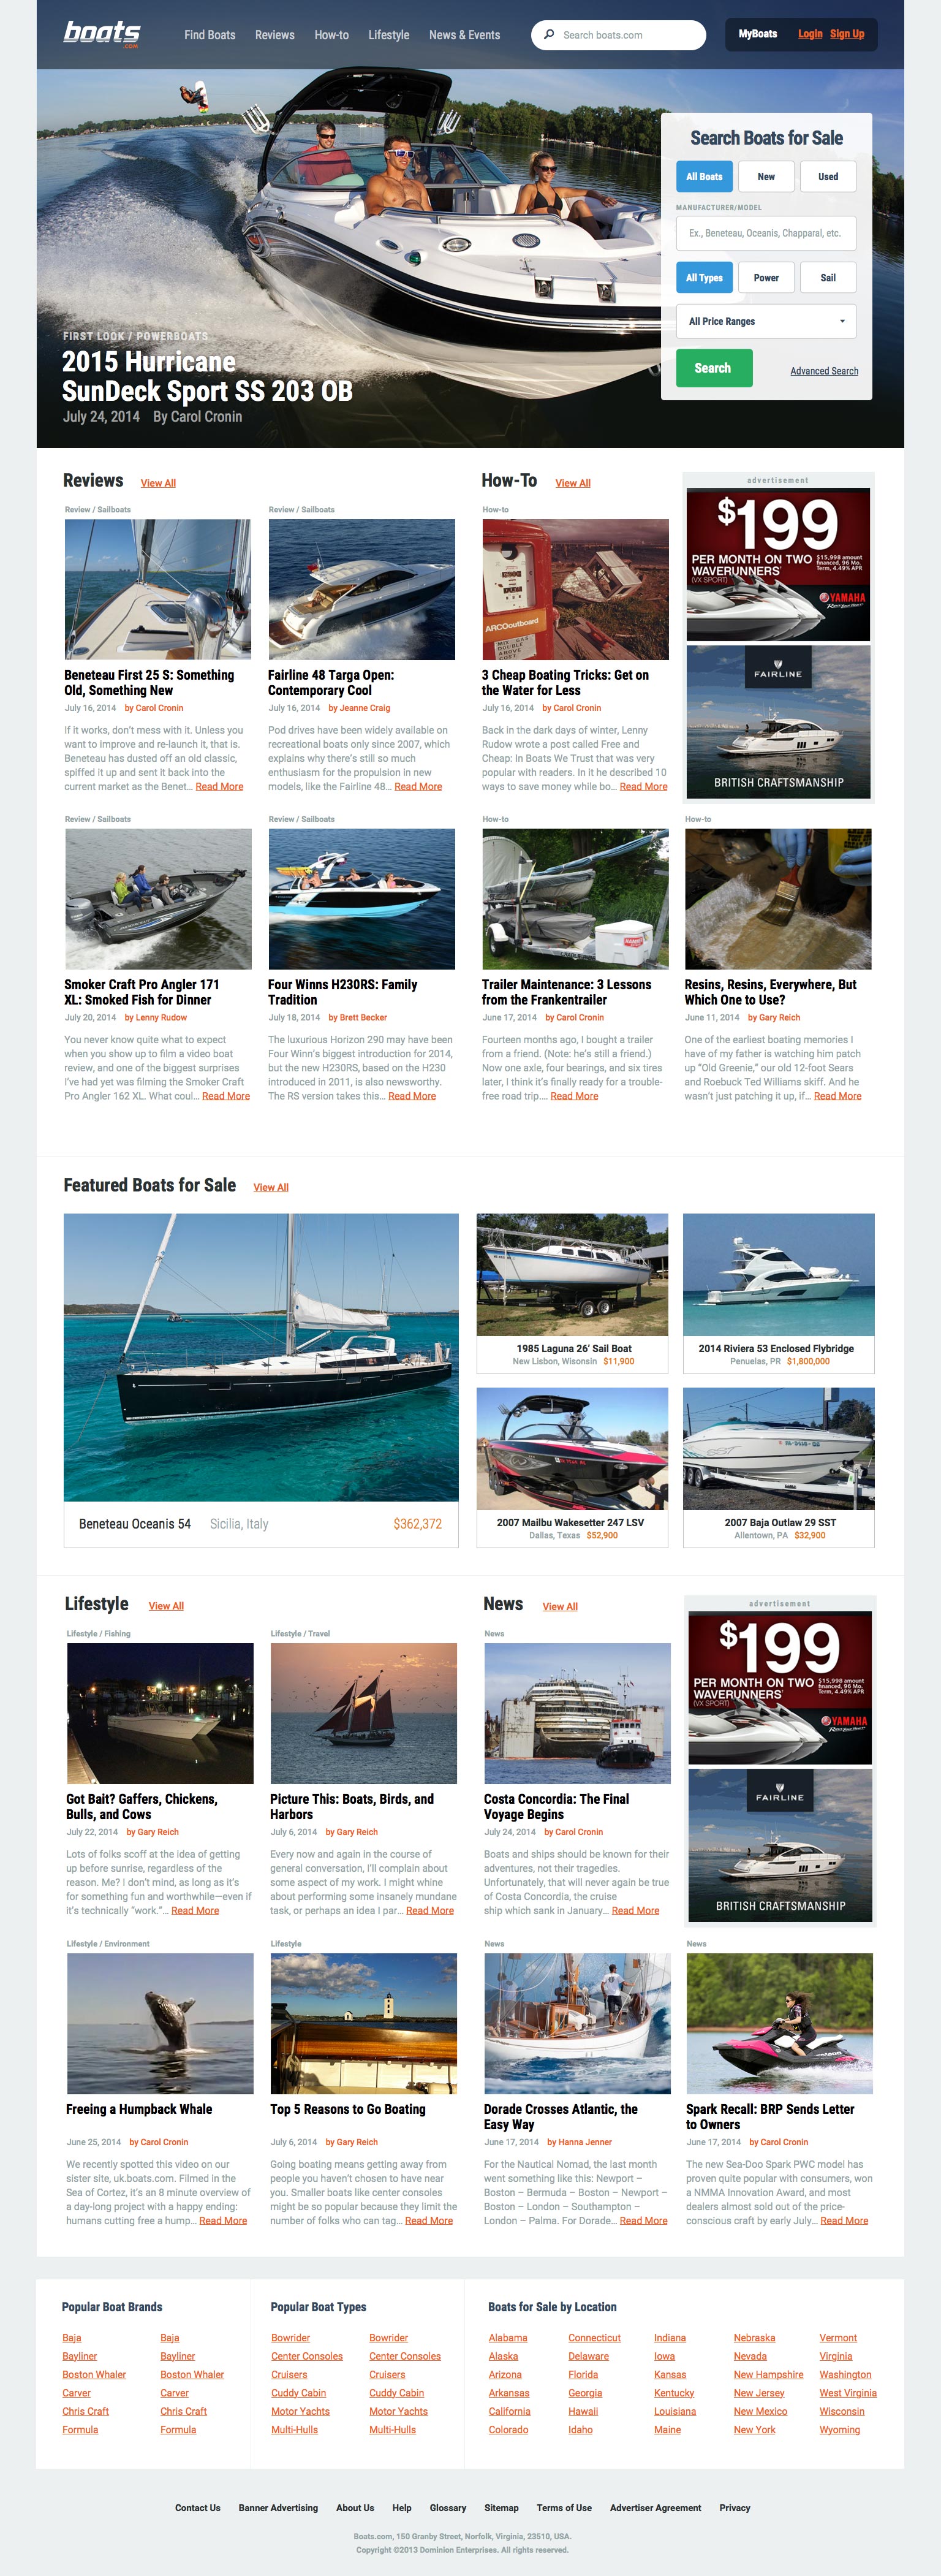 boats
.COM
Find Boats
Reviews
How-to
Lifestyle
News & Events
Search boats.com
MyBoats
Login
Sign Up
Search Boats for Sale
All Boats
New
Used
MANUFACTURER/MODEL
Ex., Beneteau, Oceanis, Chapparal, etc.
All Types
Power
Sail
All Price Ranges
Search
Advanced Search
FIRST LOOK / POWERBOATS
2015 Hurricane
SunDeck Sport SS 203 OB
July 24, 2014 By Carol Cronin
Reviews
View All
Review / Sailboats
Beneteau First 25 S: Something
Old, Something New
July 16, 2014 by Carol Cronin
If it works, don't mess with it. Unless you
want to improve and re-launch it, that is.
Beneteau has dusted off an old classic,
spiffed it up and sent it back into the
current market as the Benet... Read More
Review / Sailboats
Fairline 48 Targa Open:
Contemporary Cool
July 16, 2014 by Jeanne Craig
Pod drives have been widely available on
recreational boats only since 2007, which
explains why there's still so much
enthusiasm for the propulsion in new
models, like the Fairline 48... Read More
How-To
View All
How-to
ARCOoutboard
MIX GAS
DOUBLE
3 Cheap Boating Tricks: Get on
the Water for Less
July 16, 2014 by Carol Cronin
Back in the dark days of winter, Lenny
Rudow wrote a post called Free and
Cheap: In Boats We Trust that was very
popular with readers. In it he described 10
ways to save money while bo... Read More
advertisement
$199
PER MONTH ON TWO
WAVERUNNERS
(VX SPORT)
$15,998 amount
financed, 96 Mo.
Term, 4.49% APR
YAMAHA
FAIRLINE
BRITISH CRAFTSMANSHIP
Review / Sailboats
Smoker Craft Pro Angler 171
XL: Smoked Fish for Dinner
July 20, 2014 by Lenny Rudow
You never know quite what to expect
when you show up to film a video boat
review, and one of the biggest surprises
I've had yet was filming the Smoker Craft
Pro Angler 162 XL. What coul... Read More
Review / Sailboats
Four Winns H230RS: Family
Tradition
July 18, 2014 by Brett Becker
The luxurious Horizon 290 may have been
Four Winn's biggest introduction for 2014,
but the new H230RS, based on the H230
introduced in 2011, is also newsworthy.
The RS version takes this... Read More
How-to
Trailer Maintenance: 3 Lessons
from the Frankentrailer
June 17, 2014 by Carol Cronin
Fourteen months ago, I bought a trailer
from a friend. (Note: he's still a friend.)
Now one axle, four bearings, and six tires
later, I think it's finally ready for a trouble-
free road trip.... Read More
How-to
Resins, Resins, Everywhere, But
Which One to Use?
June 11, 2014 by Gary Reich
One of the earliest boating memories I
have of my father is watching him patch
up "Old Greenie," our old 12-foot Sears
and Roebuck Ted Williams skiff. And he
wasn't just patching it up, if... Read More
Featured Boats for Sale
View All
Beneteau Oceanis 54 Sicilia, Italy $362,372
1985 Laguna 26' Sail Boat
New Lisbon, Wisonsin $11,900
2014 Riviera 53 Enclosed Flybridge
Penuelas, PR $1,800,000
2007 Mailbu Wakesetter 247 LSV
Dallas, Texas $52,900
2007 Baja Outlaw 29 SST
Allentown, PA $32,900
Lifestyle
View All
Lifestyle / Fishing
Got Bait? Gaffers, Chickens,
Bulls, and Cows
July 22, 2014 by Gary Reich
Lots of folks scoff at the idea of getting
up before sunrise, regardless of the
reason. Me? I don't mind, as long as it's
for something fun and worthwhile—even if
it's technically "work."... Read More
Lifestyle / Travel
Picture This: Boats, Birds, and
Harbors
July 6, 2014 by Gary Reich
Every now and again in the course of
general conversation, I'll complain about
some aspect of my work. I might whine
about performing some insanely mundane
task, or perhaps an idea I par... Read More
News
View All
News
Costa Concordia: The Final
Voyage Begins
July 24, 2014 by Carol Cronin
Boats and ships should be known for their
adventures, not their tragedies.
Unfortunately, that will never again be true
of Costa Concordia, the cruise
ship which sank in January... Read More
advertisement
$199
PER MONTH ON TWO
WAVERUNNERS
(VX SPORT)
$15,998 amount
financed, 96 Mo.
Term, 4.49% APR
YAMAHA
FAIRLINE
BRITISH CRAFTSMANSHIP
Lifestyle / Environment
Freeing a Humpback Whale
June 25, 2014 by Carol Cronin
We recently spotted this video on our
sister site, uk.boats.com. Filmed in the
Sea of Cortez, it's an 8 minute overview of
a day-long project with a happy ending:
humans cutting free a hump... Read More
Lifestyle
Top 5 Reasons to Go Boating
July 6, 2014 by Gary Reich
Going boating means getting away from
people you haven't chosen to have near
you. Smaller boats like center consoles
might be so popular because they limit the
number of folks who can tag... Read More
News
Dorade Crosses Atlantic, the
Easy Way
June 17, 2014 by Hanna Jenner
For the Nautical Nomad, the last month
went something like this: Newport –
Boston – Bermuda – Boston – Newport –
Boston – London – Southampton –
London – Palma. For Dorade... Read More
News
Spark Recall: BRP Sends Letter
to Owners
June 17, 2014 by Carol Cronin
The new Sea-Doo Spark PWC model has
proven quite popular with consumers, won
a NMMA Innovation Award, and most
dealers almost sold out of the price-
conscious craft by early July... Read More
Popular Boat Brands
Baja
Bayliner
Boston Whaler
Carver
Chris Craft
Formula
Baja
Bayliner
Boston Whaler
Carver
Chris Craft
Formula
Popular Boat Types
Bowrider
Center Consoles
Cruisers
Cuddy Cabin
Motor Yachts
Multi-Hulls
Bowrider
Center Consoles
Cruisers
Cuddy Cabin
Motor Yachts
Multi-Hulls
Boats for Sale by Location
Alabama
Alaska
Arizona
Arkansas
California
Colorado
Connecticut
Delaware
Florida
Georgia
Hawaii
Idaho
Indiana
Iowa
Kansas
Kentucky
Louisiana
Maine
Nebraska
Nevada
New Hampshire
New Jersey
New Mexico
New York
Vermont
Virginia
Washington
West Virginia
Wisconsin
Wyoming
Contact Us
Banner Advertising
About Us
Help
Glossary
Sitemap
Terms of Use
Advertiser Agreement
Privacy
Boats.com, 150 Granby Street, Norfolk, Virginia, 23510, USA.
Copyright ©2013 Dominion Enterprises. All rights reserved.